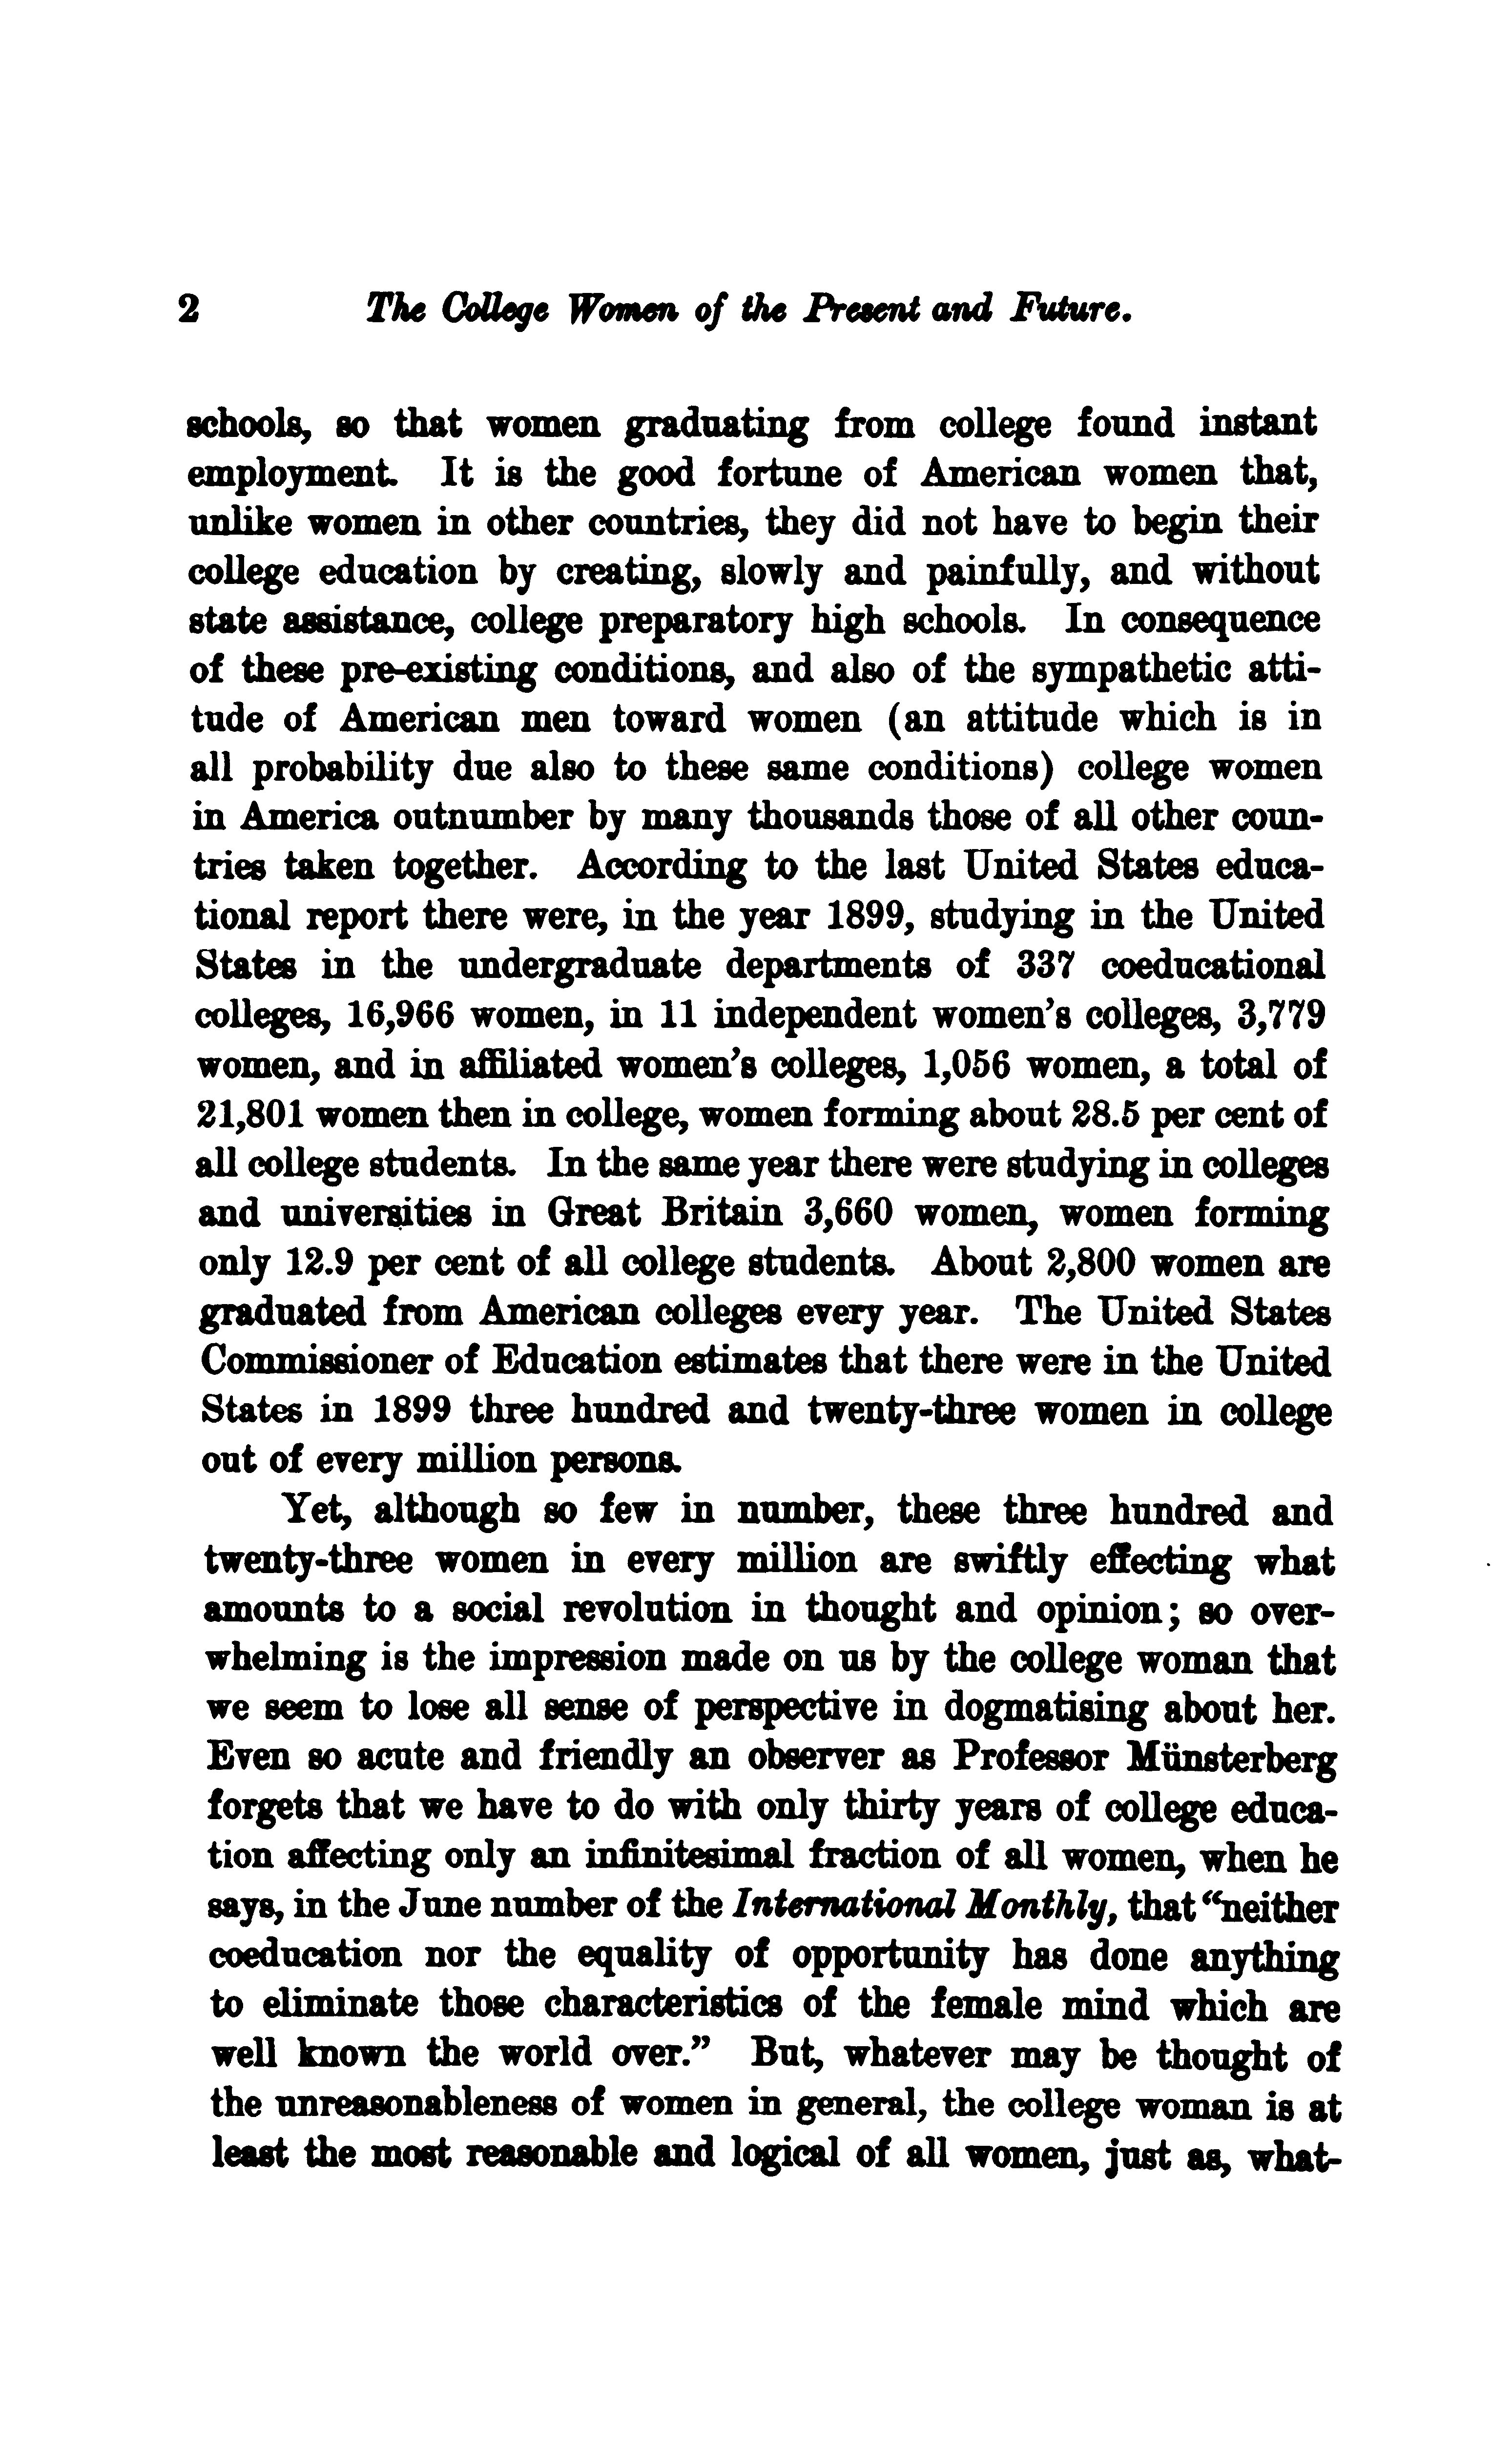 2 The College Women of the Present and Future.
schools, so that women graduating from college found instant
employment. It is the good fortune of American women that,
unlike women in other countries, they did not have to begin their
college education by creating, slowly and painfully, and without
state assistance, college preparatory high schools. In consequence
of these pre-existing conditions, and also of the sympathetic atti-
tude of American men toward women (an attitude which is in
all probability due also to these same conditions) college women
in America outnumber by many thousands those of all other coun-
tries taken together. According to the last United States educa-
tional report there were, in the year 1899, studying in the United
States in the undergraduate departments of 337 coeducational
colleges, 16,966 women, in 11 independent women's colleges, 3,779
women, and in affiliated women's colleges, 1,056 women, a total of
21,801 women then in college, women forming about 28.5 per cent of
all college students. In the same year there were studying in colleges
and universities in Great Britain 3,660 women, women forming
only 12.9 per cent of all college students. About 2,800 women are
graduated from American colleges every year. The United States
Commissioner of Education estimates that there were in the United
States in 1899 three hundred and twenty-three women in college
out of every million persons.
Yet, although so few in number, these three hundred and
twenty-three women in every million are swiftly effecting what
amounts to a social revolution in thought and opinion; so over-
whelming is the impression made on us by the college woman that
we seem to lose all sense of perspective in dogmatising about her.
Even so acute and friendly an observer as Professor Münsterberg
forgets that we have to do with only thirty years of college educa-
tion affecting only an infinitesimal fraction of all women, when he
says, in the June number of the International Monthly, that “neither
coeducation nor the equality of opportunity has done anything
to eliminate those characteristics of the female mind which are
well known the world over.” But, whatever may be thought of
the unreasonableness of women in general, the college woman is at
least the most reasonable and logical of all women, just as, what-